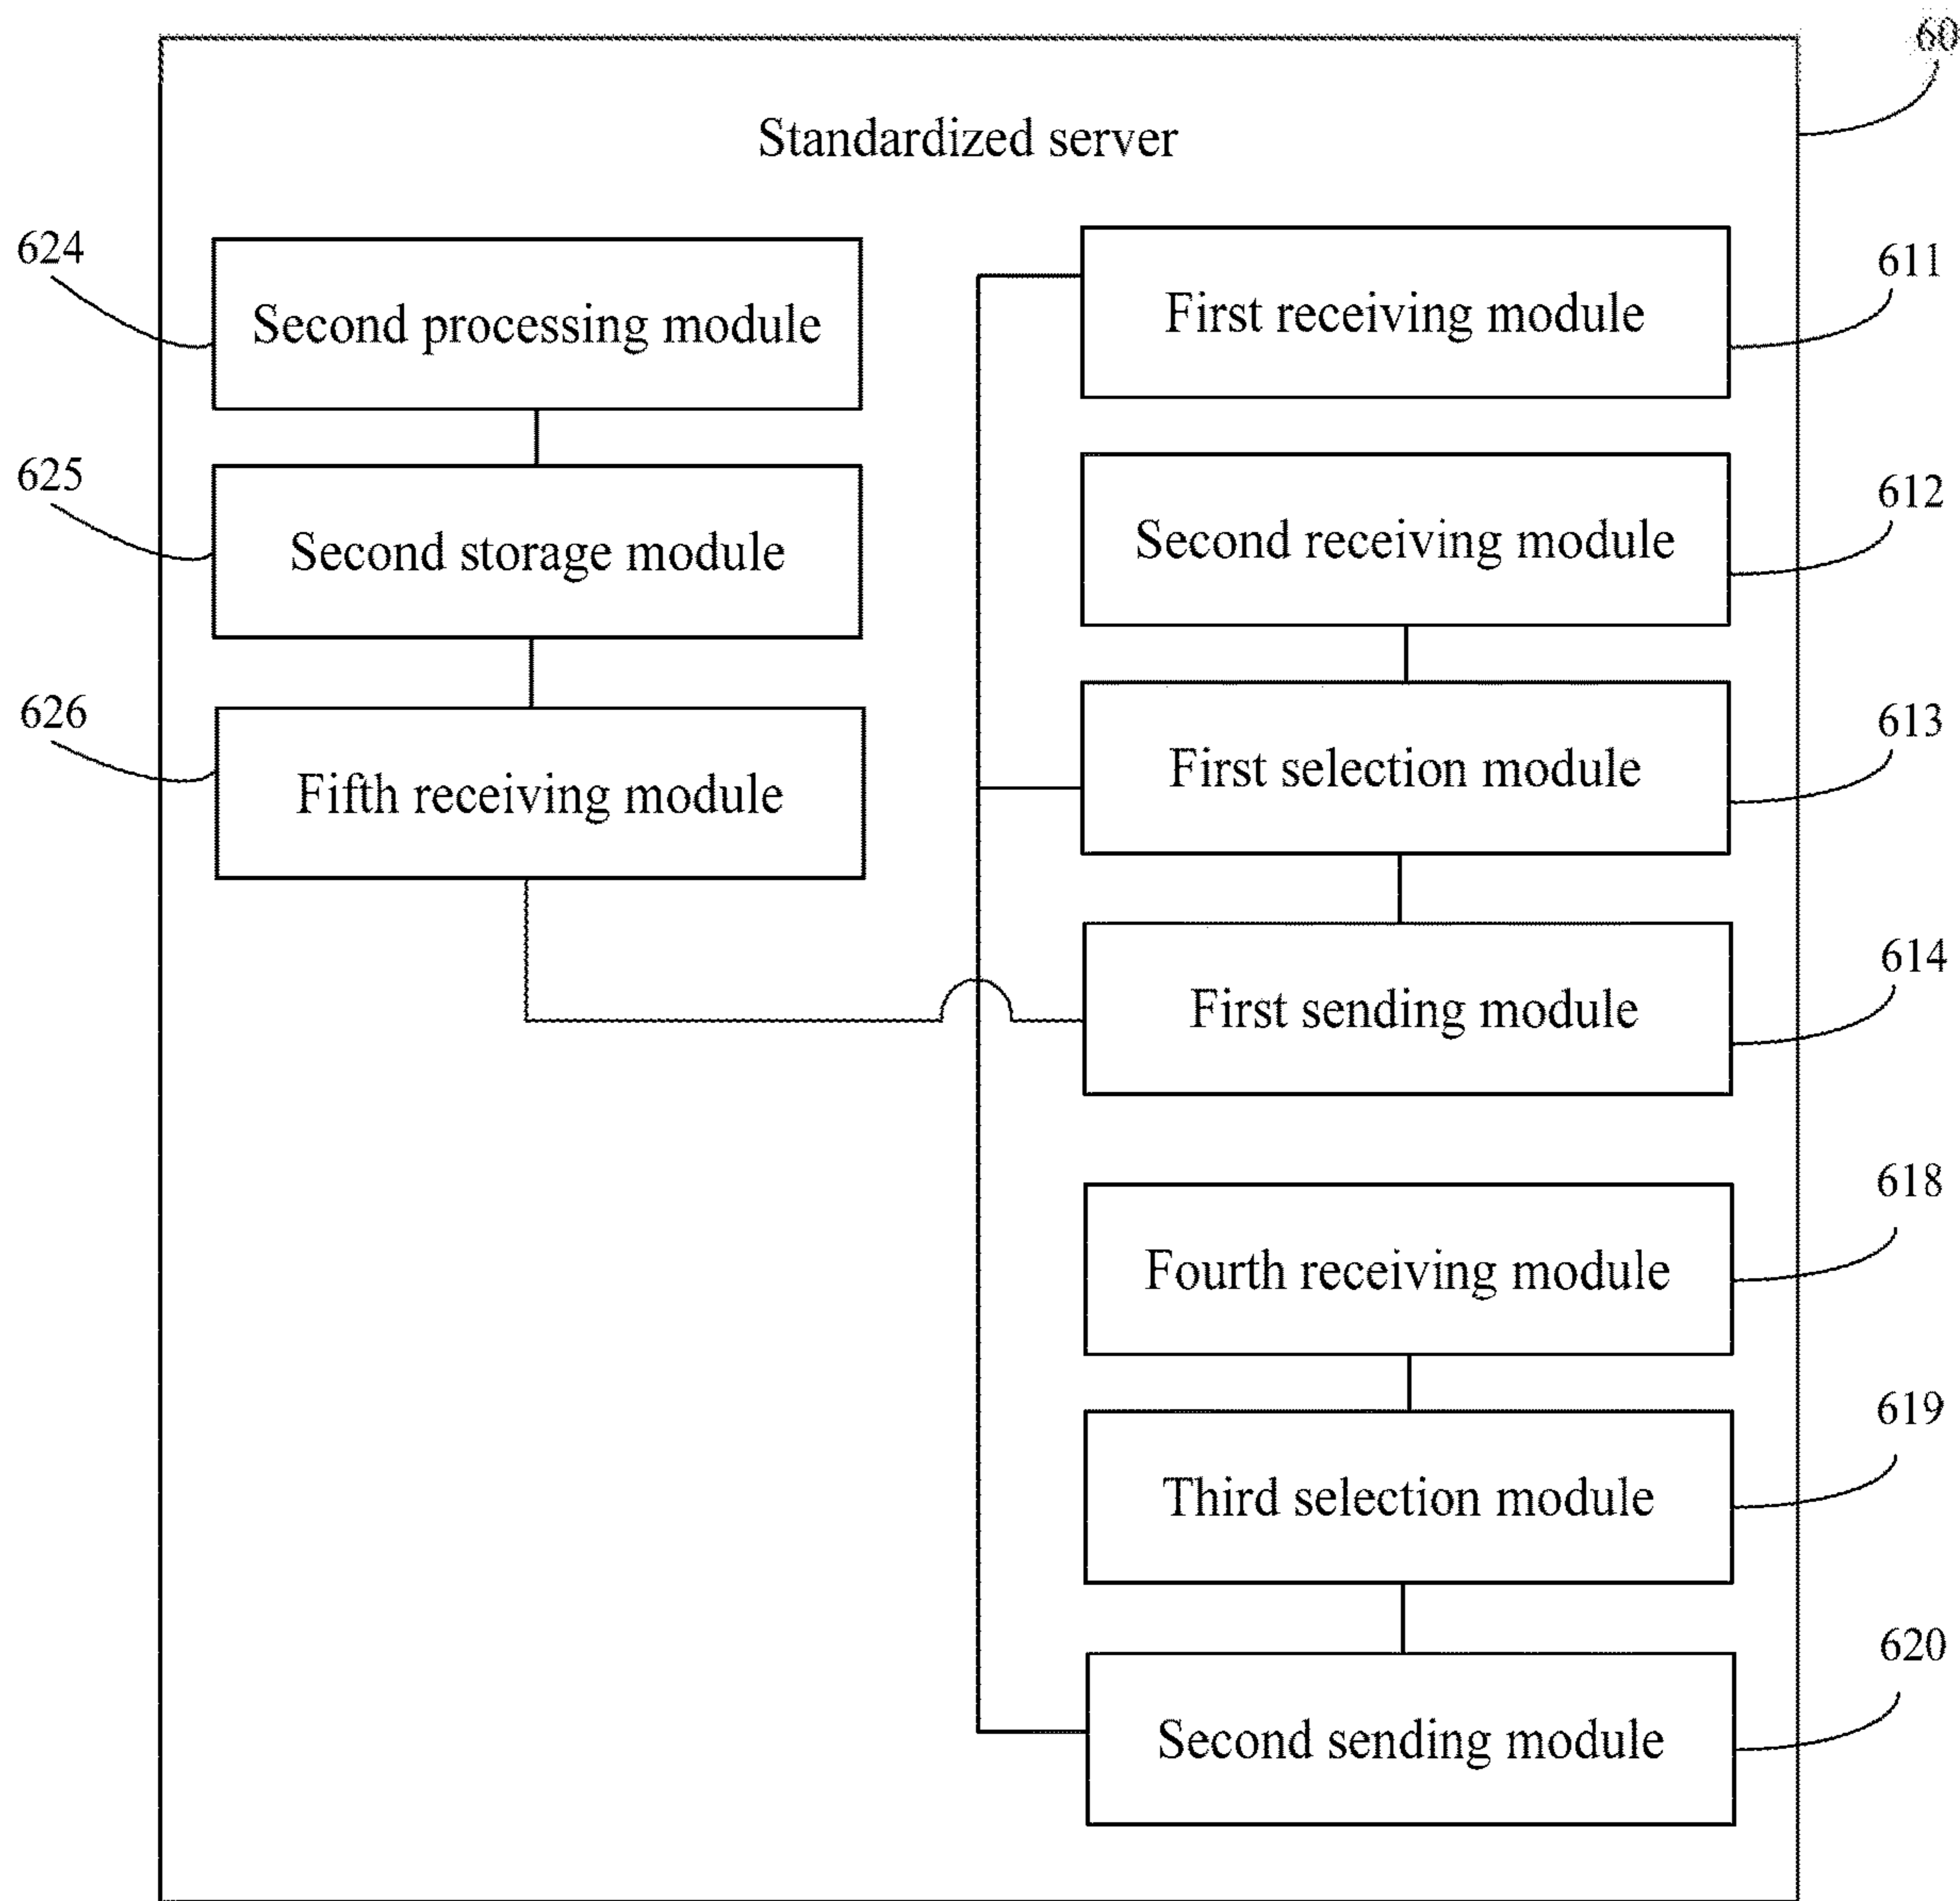 60
Standardized server
624
Second processing module
625
Second storage module
626
Fifth receiving module
First receiving module
611
Second receiving module
612
First selection module
613
First sending module
614
Fourth receiving module
618
Third selection module
619
Second sending module
620